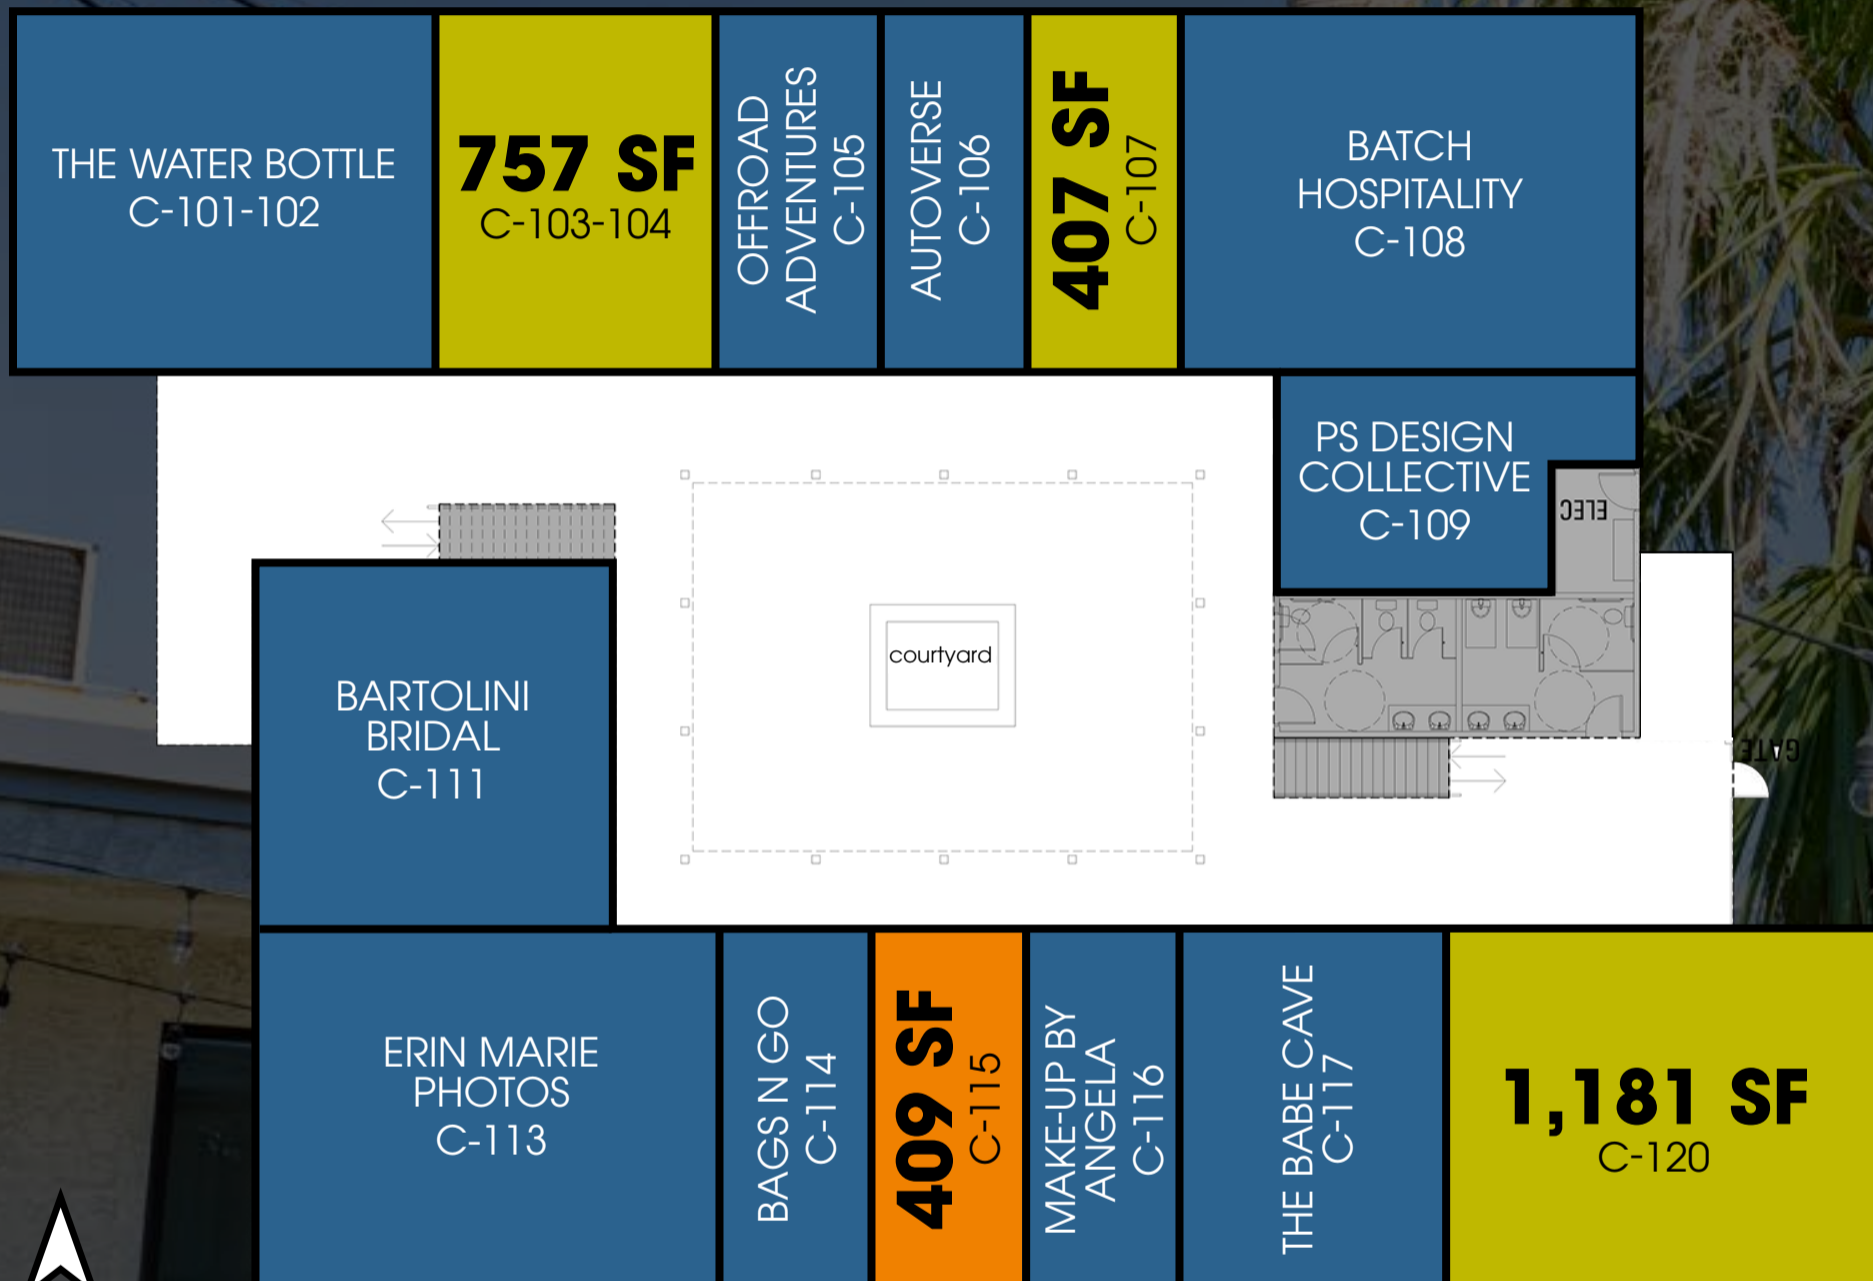 THE WATER BOTTLE
C-101-102
757 SF
C-103-104
OFFROAD
ADVENTURES
C-105
AUTOVERSE
C-106
407 SF
C-107
BATCH
HOSPITALITY
C-108
PS DESIGN
COLLECTIVE
C-109
ELEC
courtyard
BARTOLINI
BRIDAL
C-111
GATE
ERIN MARIE
PHOTOS
C-113
BAGS N GO
C-114
409 SF
C-115
MAKE-UP BY
ANGELA
C-116
THE BABE CAVE
C-117
1,181 SF
C-120